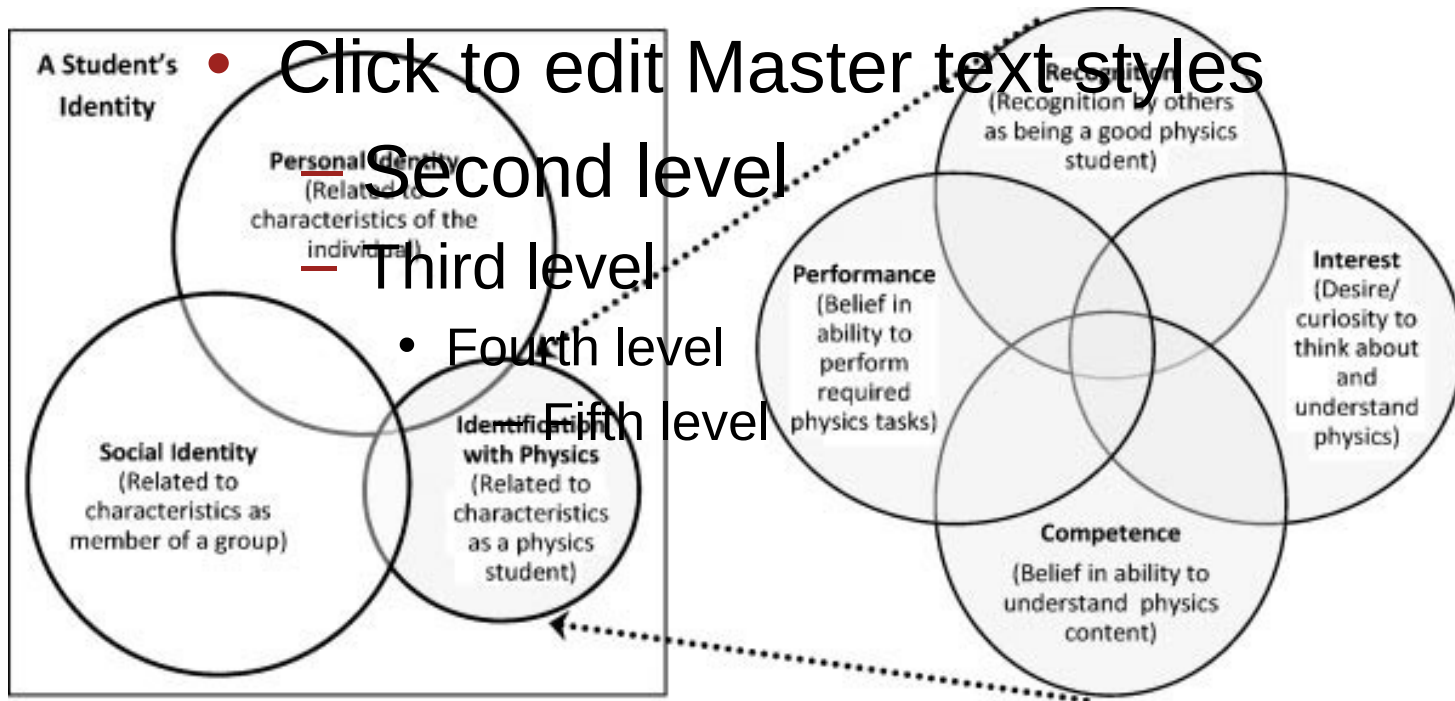 A Student's
Identity
• Click to edit Master text styles
– Second level
– Third level
• Fourth level
– Fifth level
Personal Identity
(Related to
characteristics of the
individual)
Social Identity
(Related to
characteristics as
member of a group)
Identification
with Physics
(Related to
characteristics
as a physics
student)
Recognition
(Recognition by others
as being a good physics
student)
Performance
(Belief in
ability to
perform
required
physics tasks)
Interest
(Desire/
curiosity to
think about
and
understand
physics)
Competence
(Belief in ability to
understand physics
content)